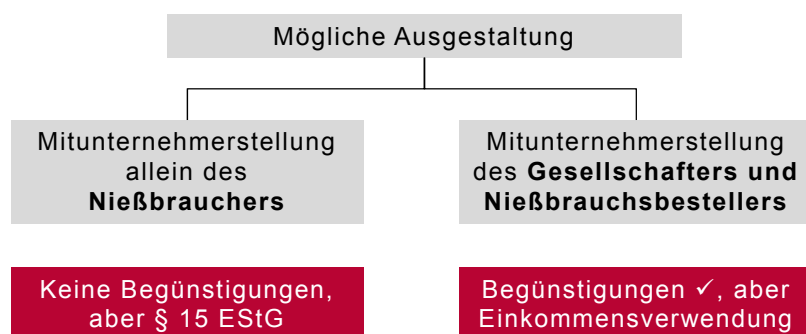 Mögliche Ausgestaltung
Mitunternehmerstellung
allein des
Nießbrauchers
Mitunternehmerstellung
des Gesellschafters und
Nießbrauchsbestellers
Keine Begünstigungen,
aber § 15 EStG
Begünstigungen ✓, aber
Einkommensverwendung